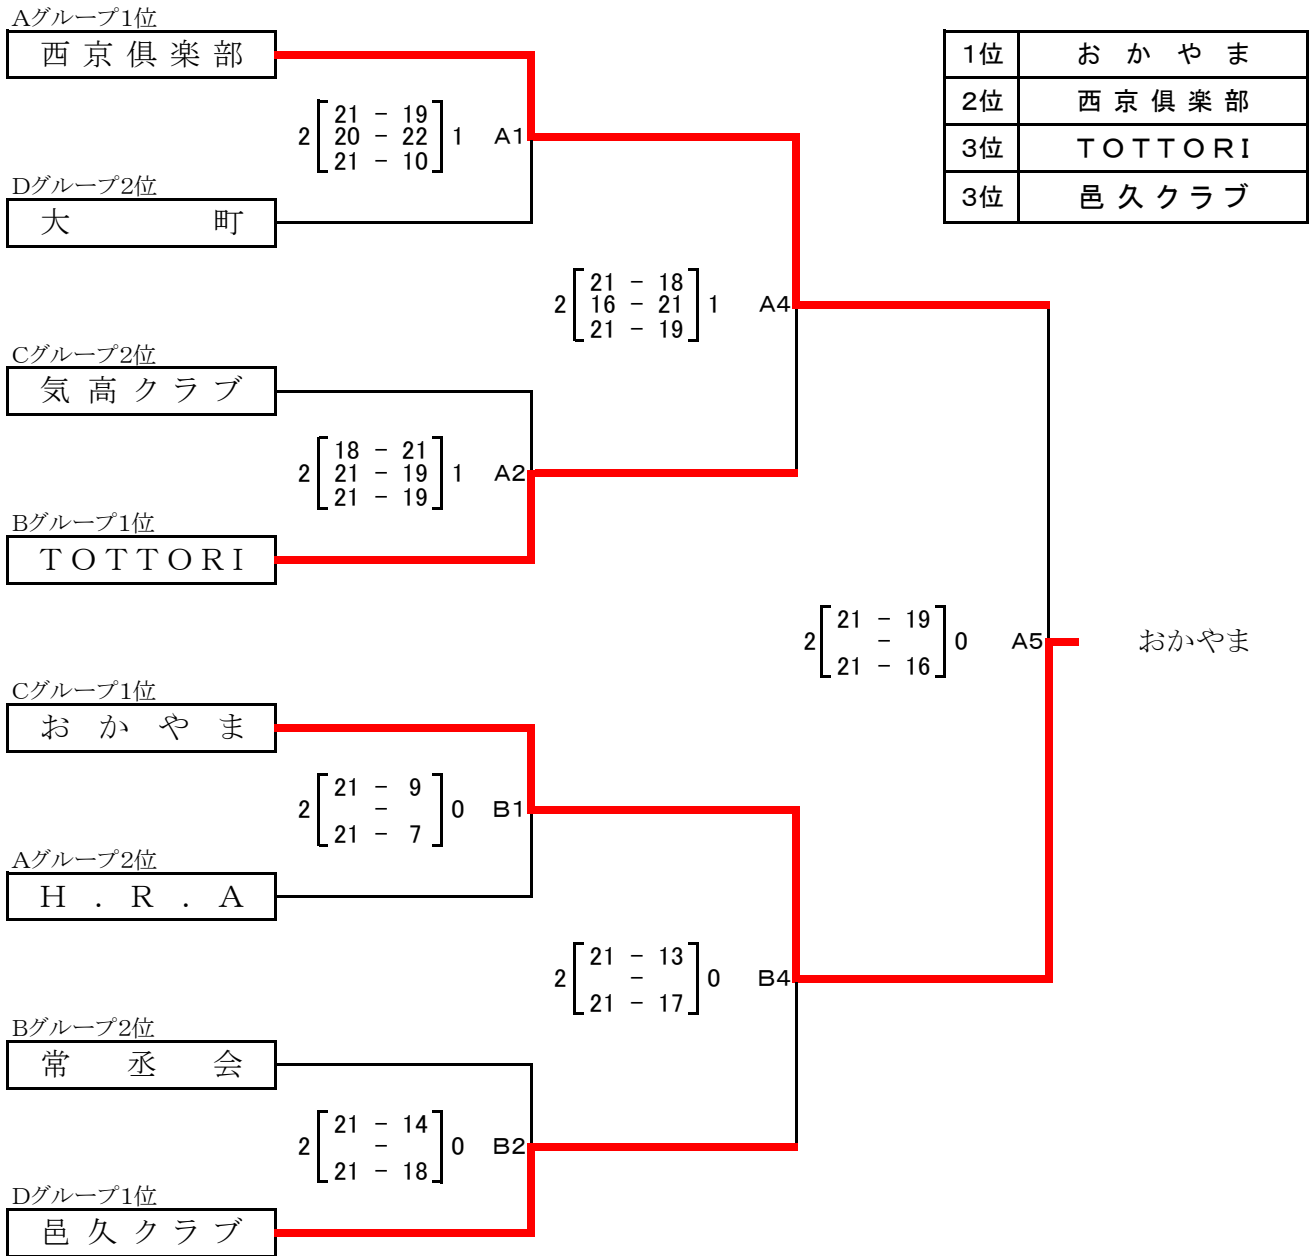 Aグループ1位
西京倶楽部
2 21 － 19 1 A1
20 － 22
21 － 10
Dグループ2位
大町
2 21 － 18 1 A4
16 － 21
21 － 19
Cグループ2位
気高クラブ
2 18 － 21 1 A2
21 － 19
21 － 19
Bグループ1位
TOTTORI
2 21 － 19 0 A5
－
21 － 16
おかやま
Cグループ1位
おかやま
2 21 － 9 0 B1
－
21 － 7
Aグループ2位
H.R.A
2 21 － 13 0 B4
－
21 － 17
Bグループ2位
常丞会
2 21 － 14 0 B2
－
21 － 18
Dグループ1位
邑久クラブ
1位 おかやま
2位 西京倶楽部
3位 TOTTORI
3位 邑久クラブ